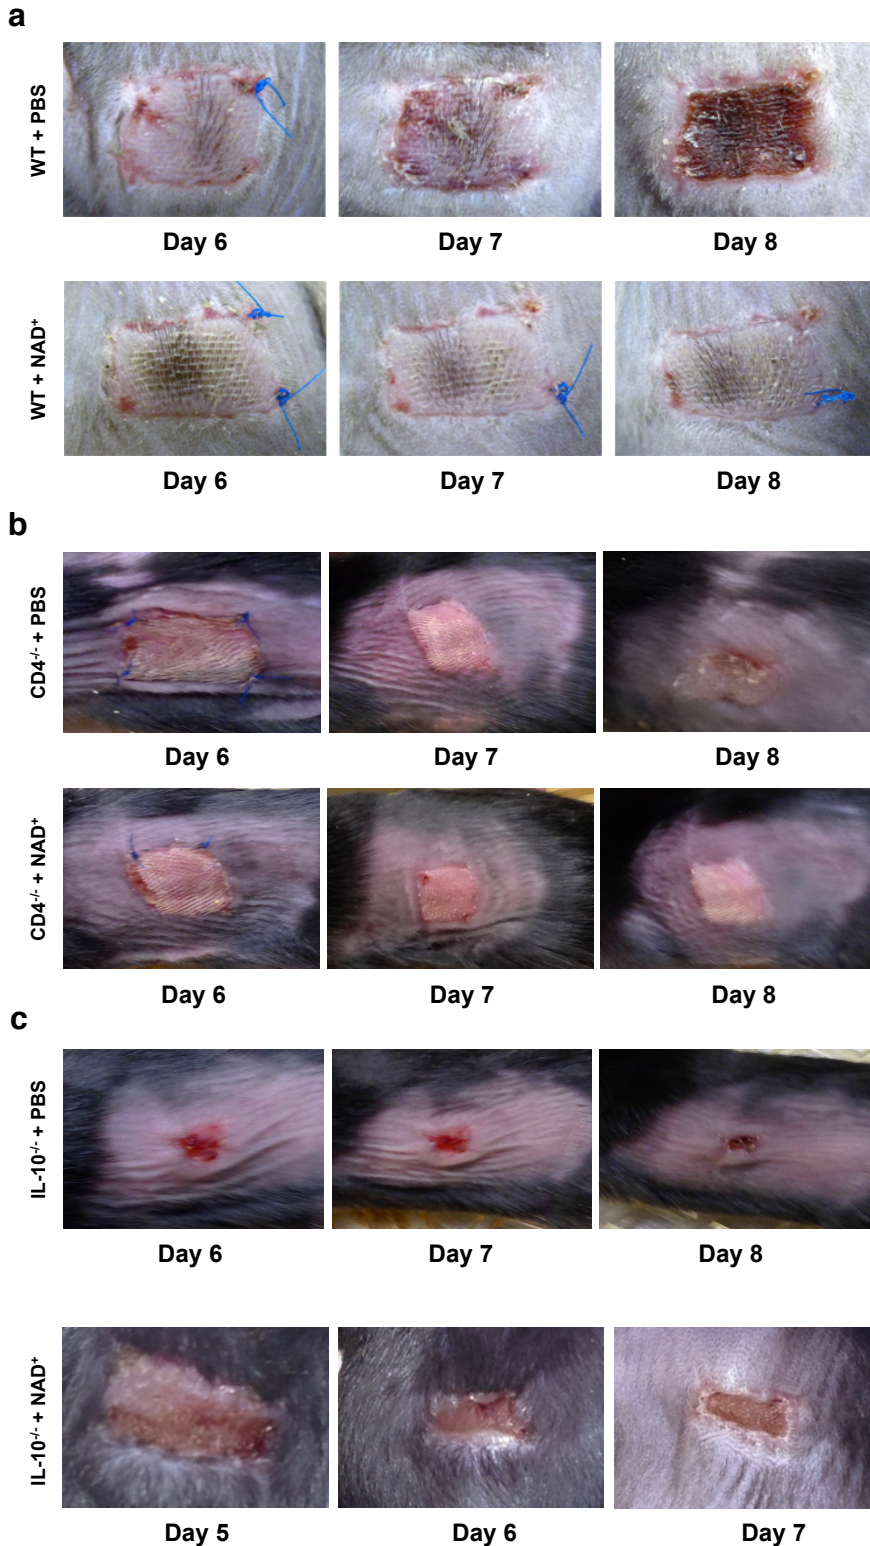 a
WT + PBS
Day 6
Day 7
Day 8
WT + NAD⁺
Day 6
Day 7
Day 8
b
CD4⁻/⁻ + PBS
Day 6
Day 7
Day 8
CD4⁻/⁻ + NAD⁺
Day 6
Day 7
Day 8
c
IL-10⁻/⁻ + PBS
Day 6
Day 7
Day 8
IL-10⁻/⁻ + NAD⁺
Day 5
Day 6
Day 7